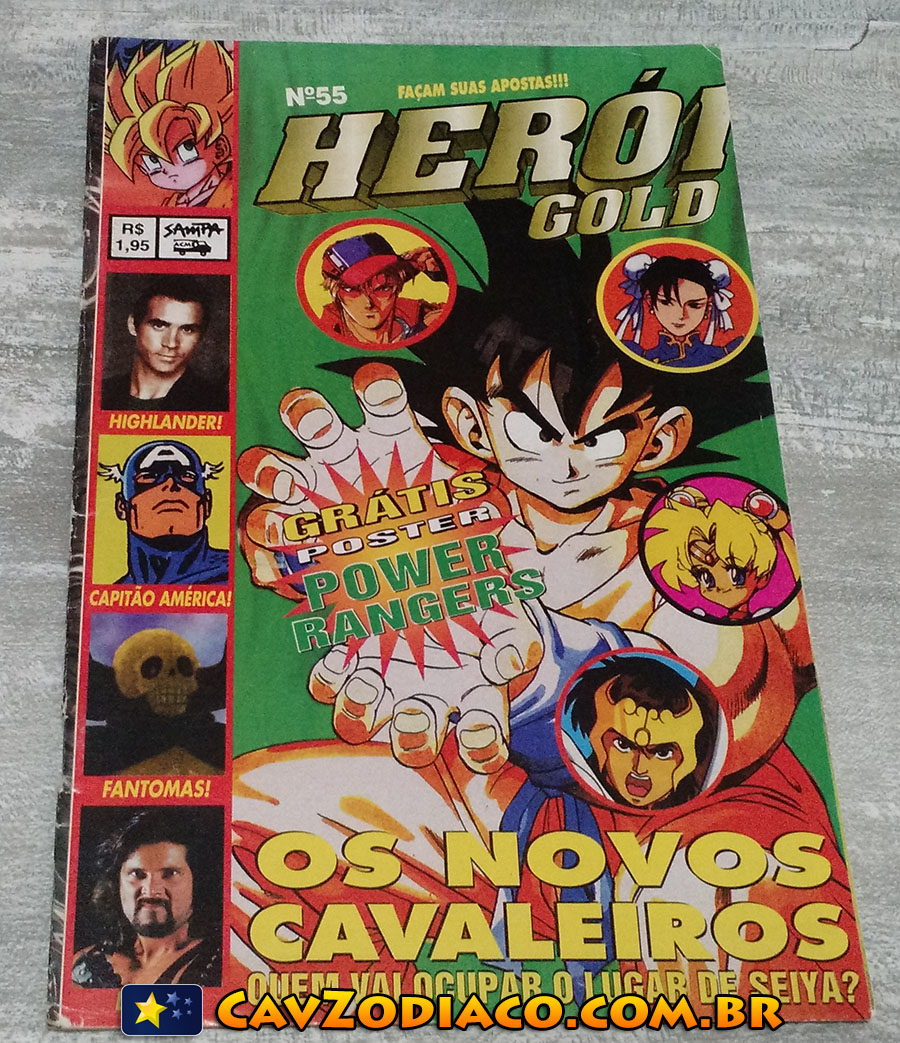 Nº55
FAÇAM SUAS APOSTAS!!!
HERÓI
GOLD
R$
1,95
SAMPA
ACM
HIGHLANDER!
A
CAPITÃO AMÉRICA!
FANTOMAS!
GRÁTIS
POSTER
POWER
RANGERS
OS NOVOS
CAVALEIROS
QUEM VAI OCUPAR O LUGAR DE SEIYA?
CAVZODIACO.COM.BR